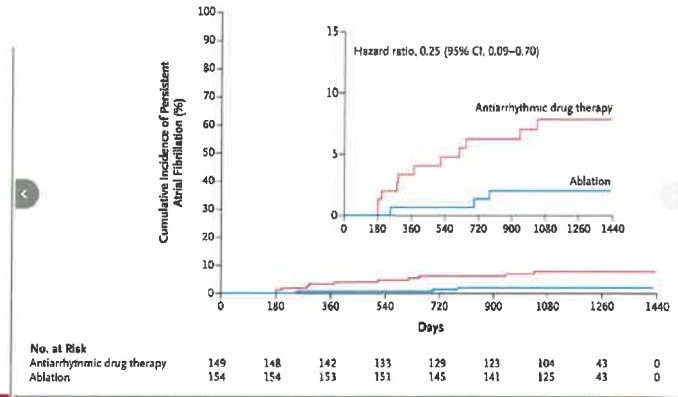 Cumulative Incidence of Persistent
Atrial Fibrillation (%)
100
90
80
70
60
50
40
30
20
10
0
0 180 360 540 720 900 1080 1260 1440
Days
15
10
5
0
0 180 360 540 720 900 1080 1260 1440
Hazard ratio, 0.25 (95% CI, 0.09–0.70)
Antiarrhythmic drug therapy
Ablation
No. at Risk
Antiarrhythmic drug therapy 149 148 142 133 129 123 104 43 0
Ablation 154 154 153 151 145 141 125 43 0